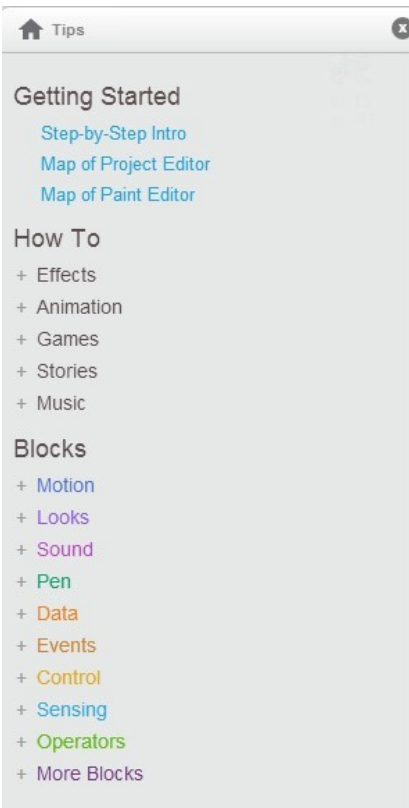 Tips
Getting Started
Step-by-Step Intro
Map of Project Editor
Map of Paint Editor
How To
+ Effects
+ Animation
+ Games
+ Stories
+ Music
Blocks
+ Motion
+ Looks
+ Sound
+ Pen
+ Data
+ Events
+ Control
+ Sensing
+ Operators
+ More Blocks